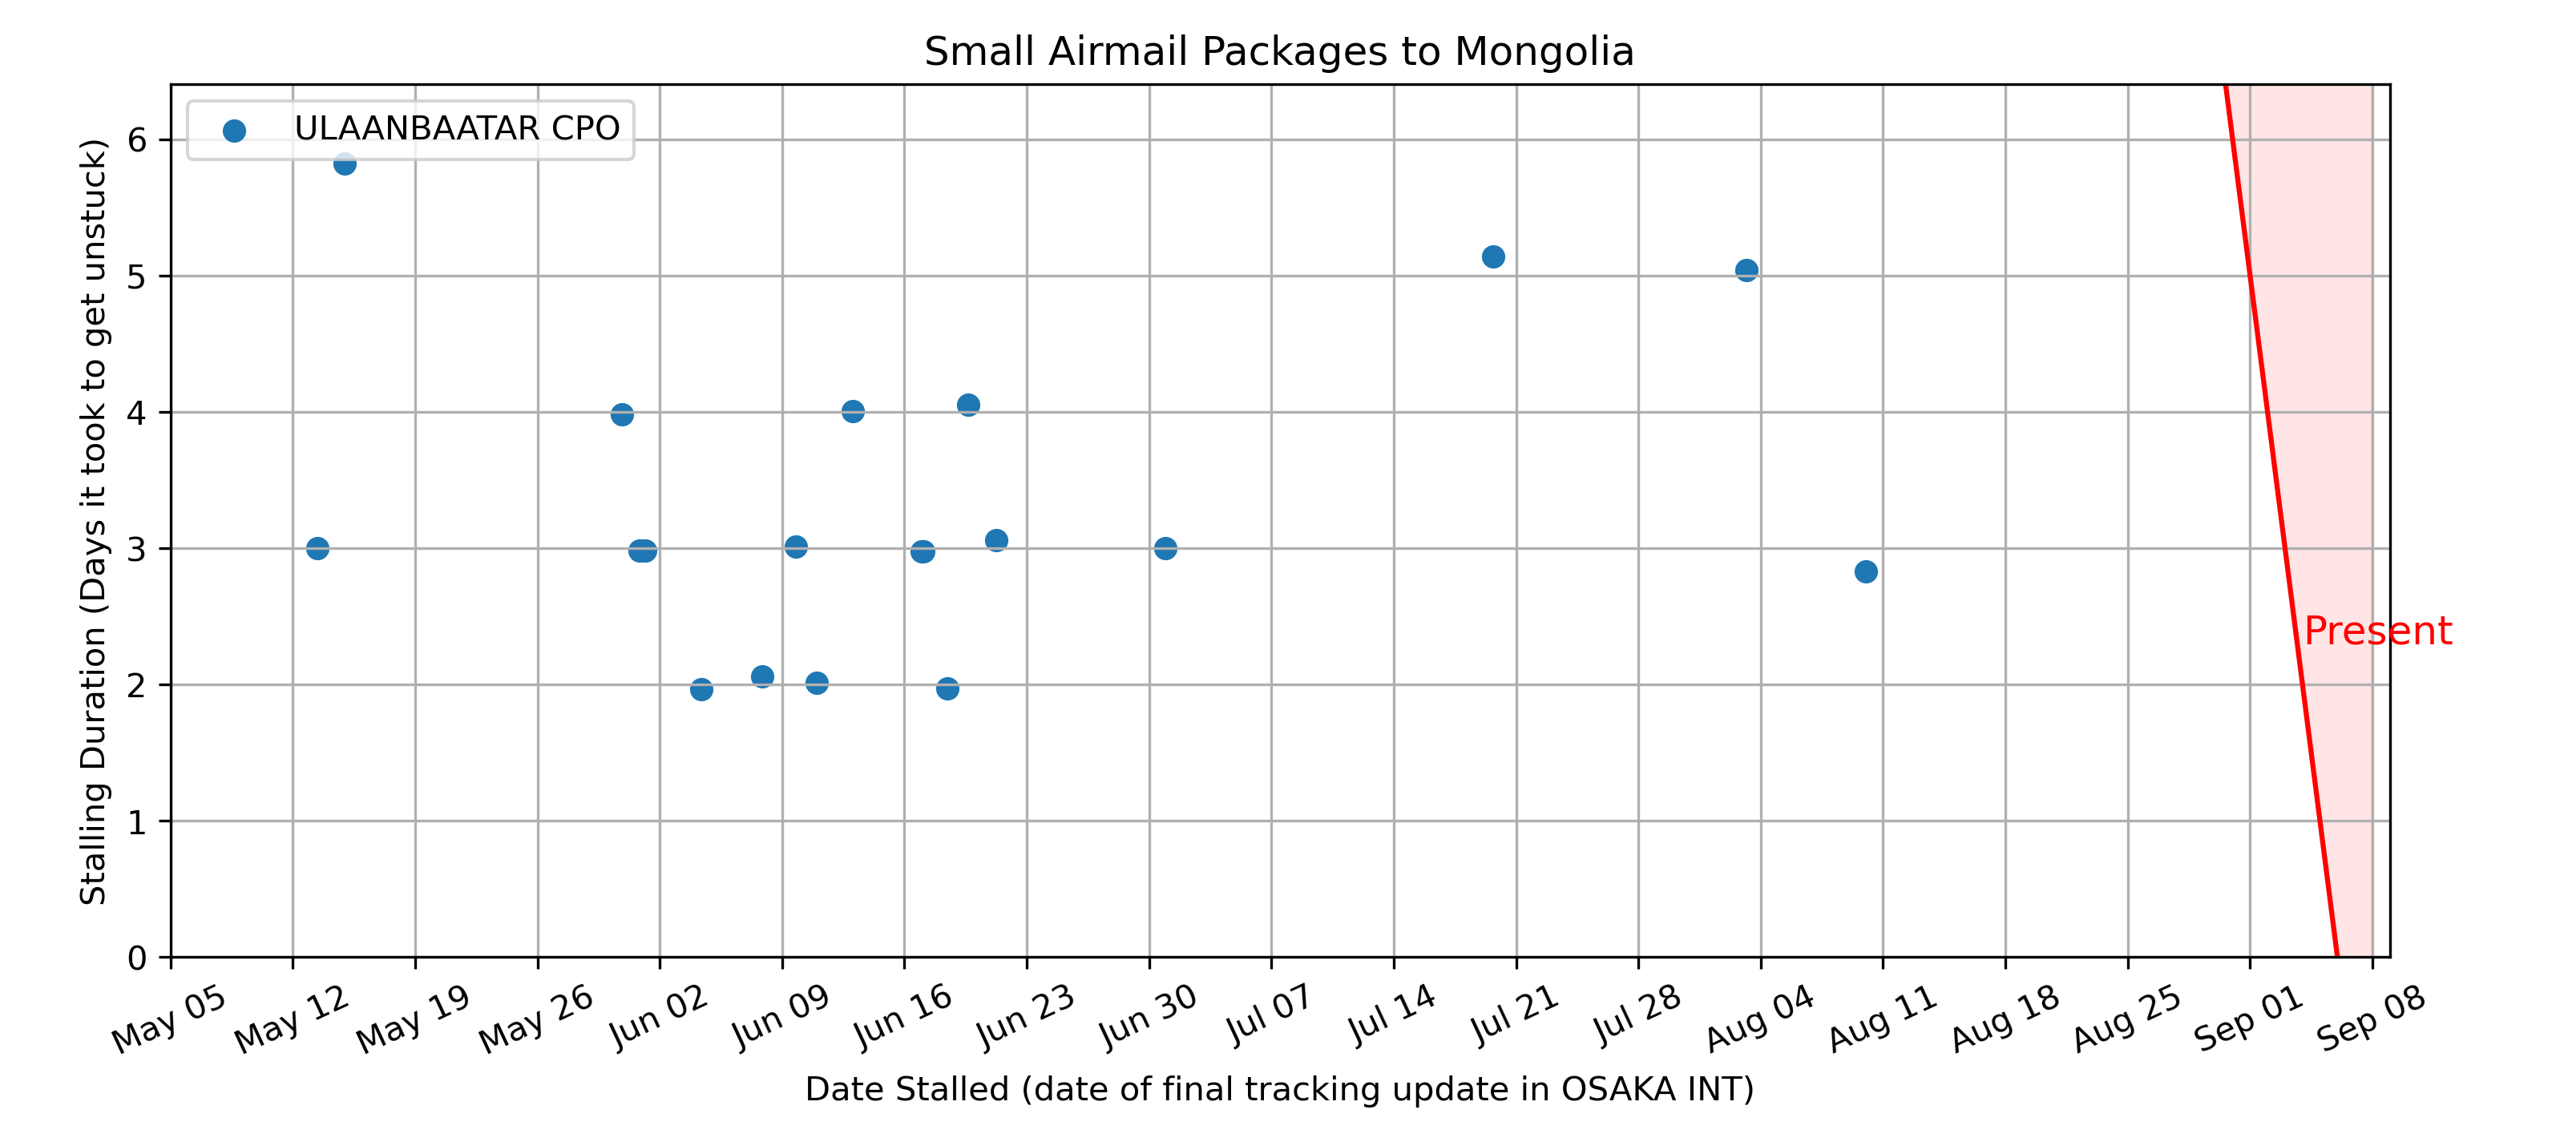 Small Airmail Packages to Mongolia
ULAANBAATAR CPO
Stalling Duration (Days it took to get unstuck)
6
5
4
3
2
1
0
Present
May 05
May 12
May 19
May 26
Jun 02
Jun 09
Jun 16
Jun 23
Jun 30
Jul 07
Jul 14
Jul 21
Jul 28
Aug 04
Aug 11
Aug 18
Aug 25
Sep 01
Sep 08
Date Stalled (date of final tracking update in OSAKA INT)